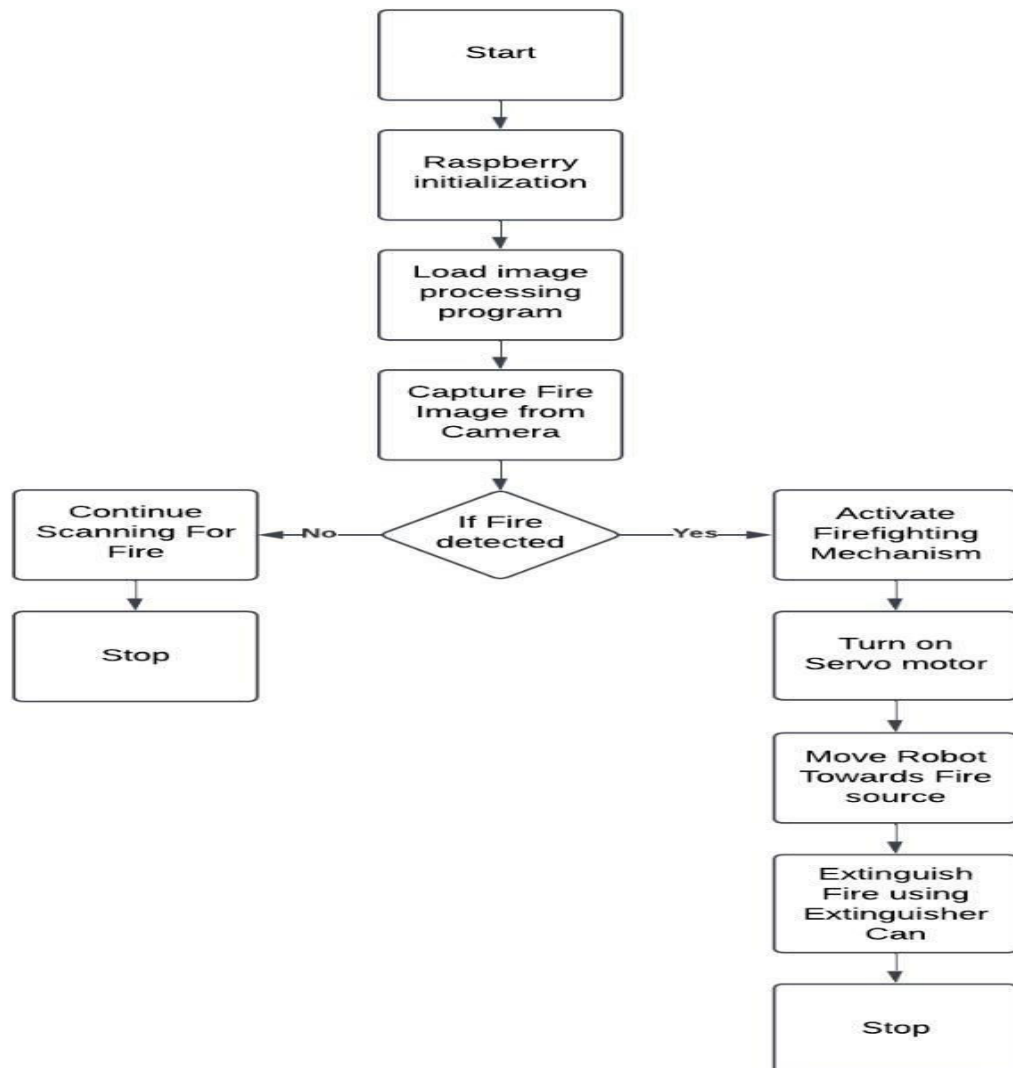 Start
Raspberry
initialization
Load image
processing
program
Capture Fire
Image from
Camera
If Fire
detected
No
Continue
Scanning For
Fire
Stop
Yes
Activate
Firefighting
Mechanism
Turn on
Servo motor
Move Robot
Towards Fire
source
Extinguish
Fire using
Extinguisher
Can
Stop